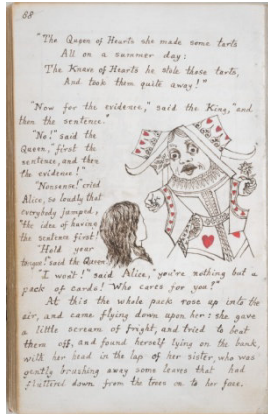 88
"The Queen of Hearts she made some tarts
All on a summer day:
The Knave of Hearts he stole those tarts,
And took them quite away!"
"Now for the evidence," said the King, "and
then the sentence."
"No!" said the
Queen, "first the
sentence, and then
the evidence!"
"Nonsense!" cried
Alice, so loudly that
everybody jumped,
"the idea of having
the sentence first!
"Hold your
tongue!" said the Queen.
"I won't!" said Alice, "you're nothing but a
pack of cards! Who cares for you?"
At this the whole pack rose up into the
air, and came flying down upon her: she gave
a little scream of fright, and tried to beat
them off, and found herself lying on the bank,
with her head in the lap of her sister, who was
gently brushing away some leaves that had
fluttered down from the trees on to her face.